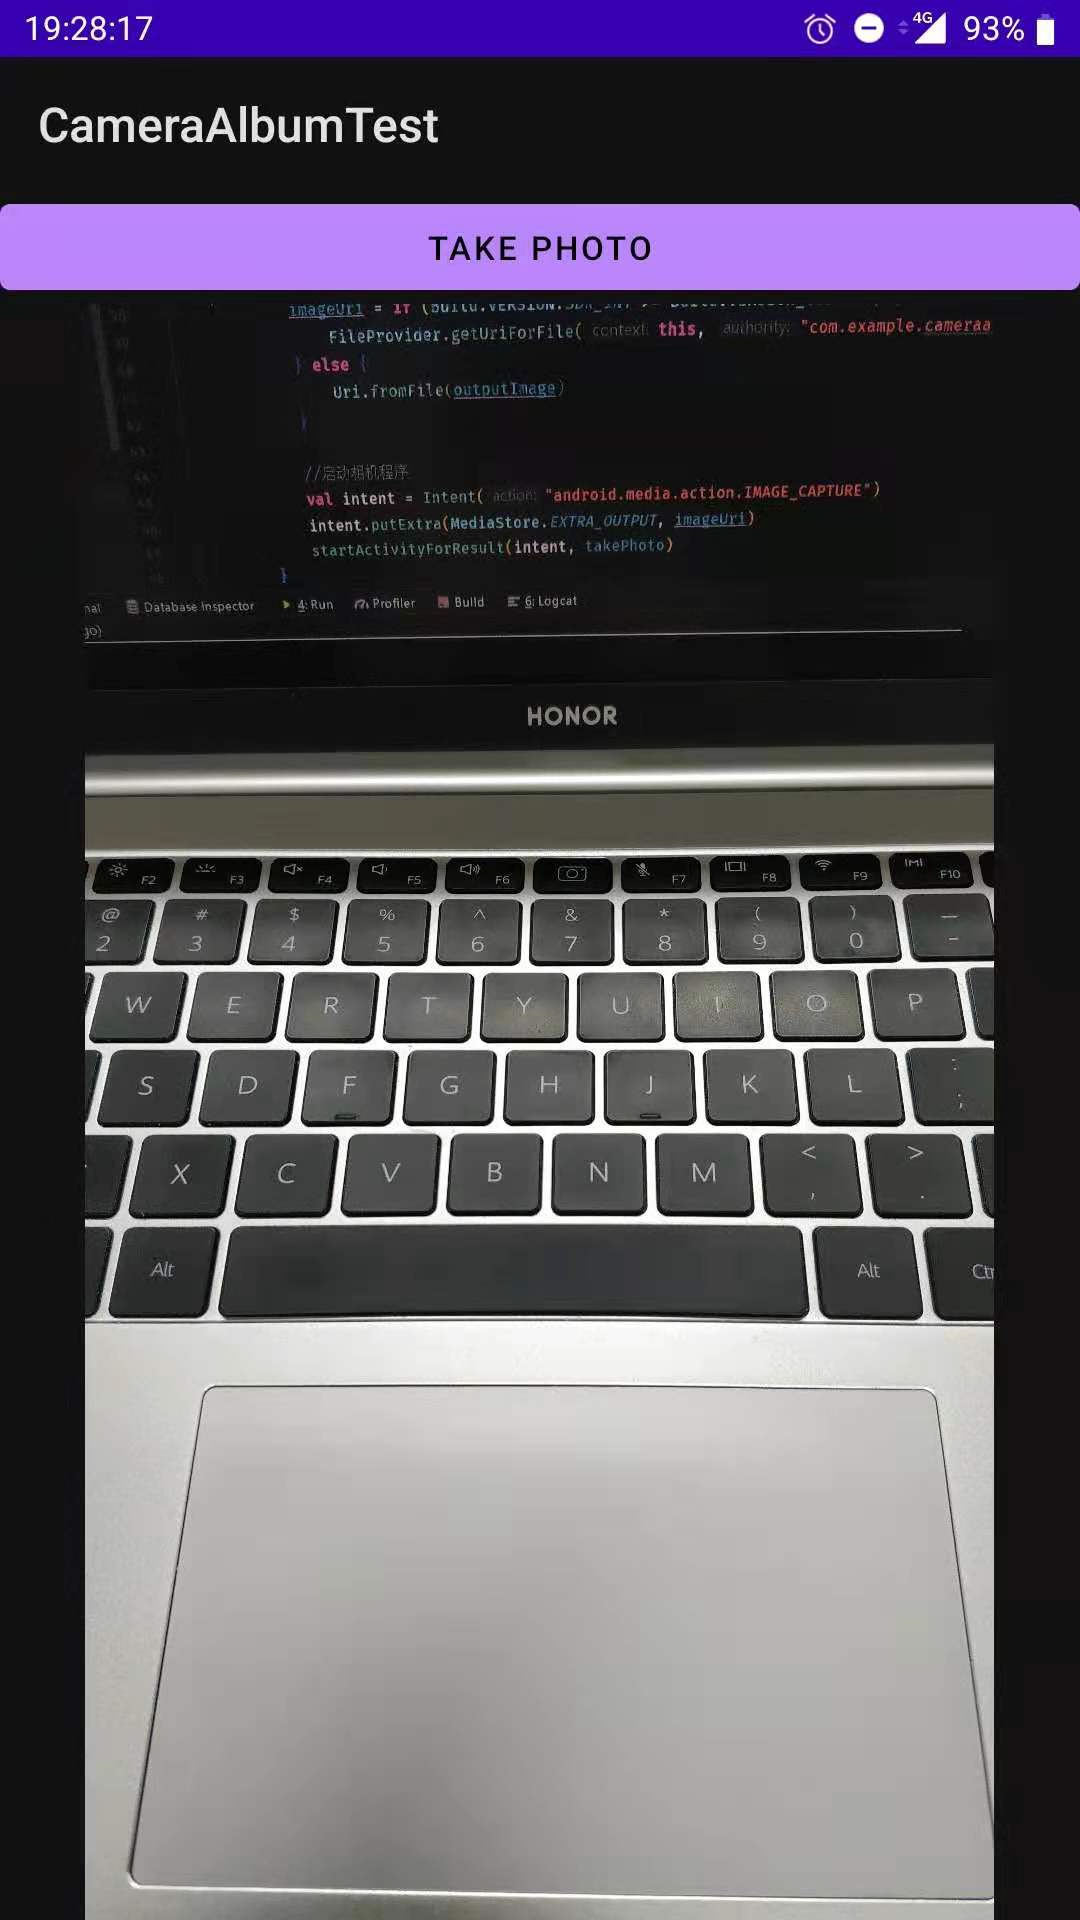 19:28:17 4G 93%
CameraAlbumTest
TAKE PHOTO
imageUri = if (Build.VERSION.SDK_INT
FileProvider.getUriForFile( context: this, authority: "com.example.cameraa
} else {
Uri.fromFile(outputImage)
}
//启动相机程序
val intent = Intent( action: "android.media.action.IMAGE_CAPTURE")
intent.putExtra(MediaStore.EXTRA_OUTPUT, imageUri)
startActivityForResult(intent, takePhoto)
}
nal Database Inspector 4: Run Profiler Build 6: Logcat
go)
HONOR
F2 F3 F4 F5 F6 F7 F8 F9 F10
@ # $ % ^ & * ( ) —
2 3 4 5 6 7 8 9 0 -
W E R T Y U I O P
S D F G H J K L : ;
X C V B N M < , > .
Alt Alt Ctr